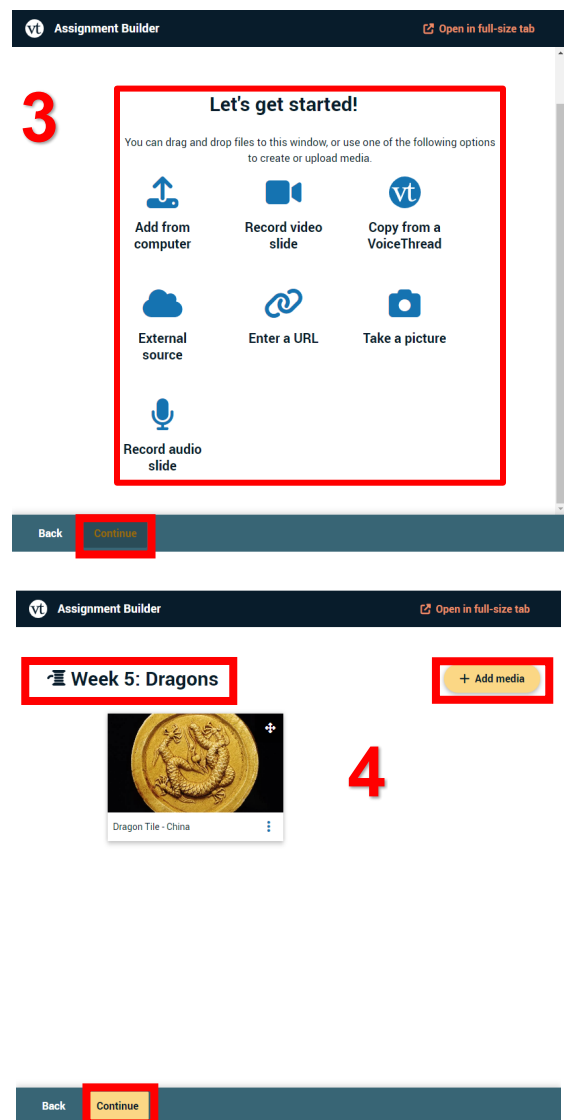 vt Assignment Builder Open in full-size tab
3
Let's get started!
You can drag and drop files to this window, or use one of the following options
to create or upload media.
Add from
computer
Record video
slide
vt
Copy from a
VoiceThread
External
source
Enter a URL
Take a picture
Record audio
slide
Back Continue
vt Assignment Builder Open in full-size tab
Week 5: Dragons
+ Add media
4
Dragon Tile - China
Back Continue